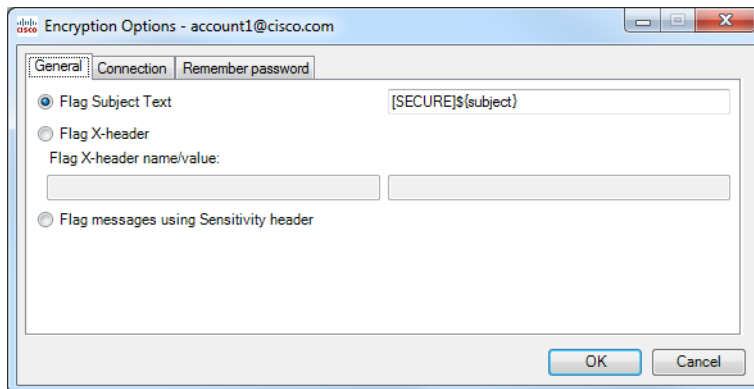 cisco Encryption Options - account1@cisco.com
General Connection Remember password
Flag Subject Text [SECURE]${subject}
Flag X-header
Flag X-header name/value:
Flag messages using Sensitivity header
OK Cancel